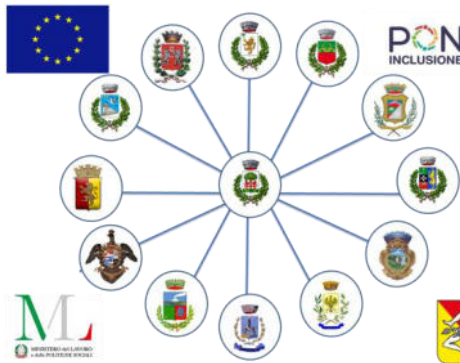 PON
INCLUSIONE
ML
MINISTERO del LAVORO
e delle POLITICHE SOCIALI